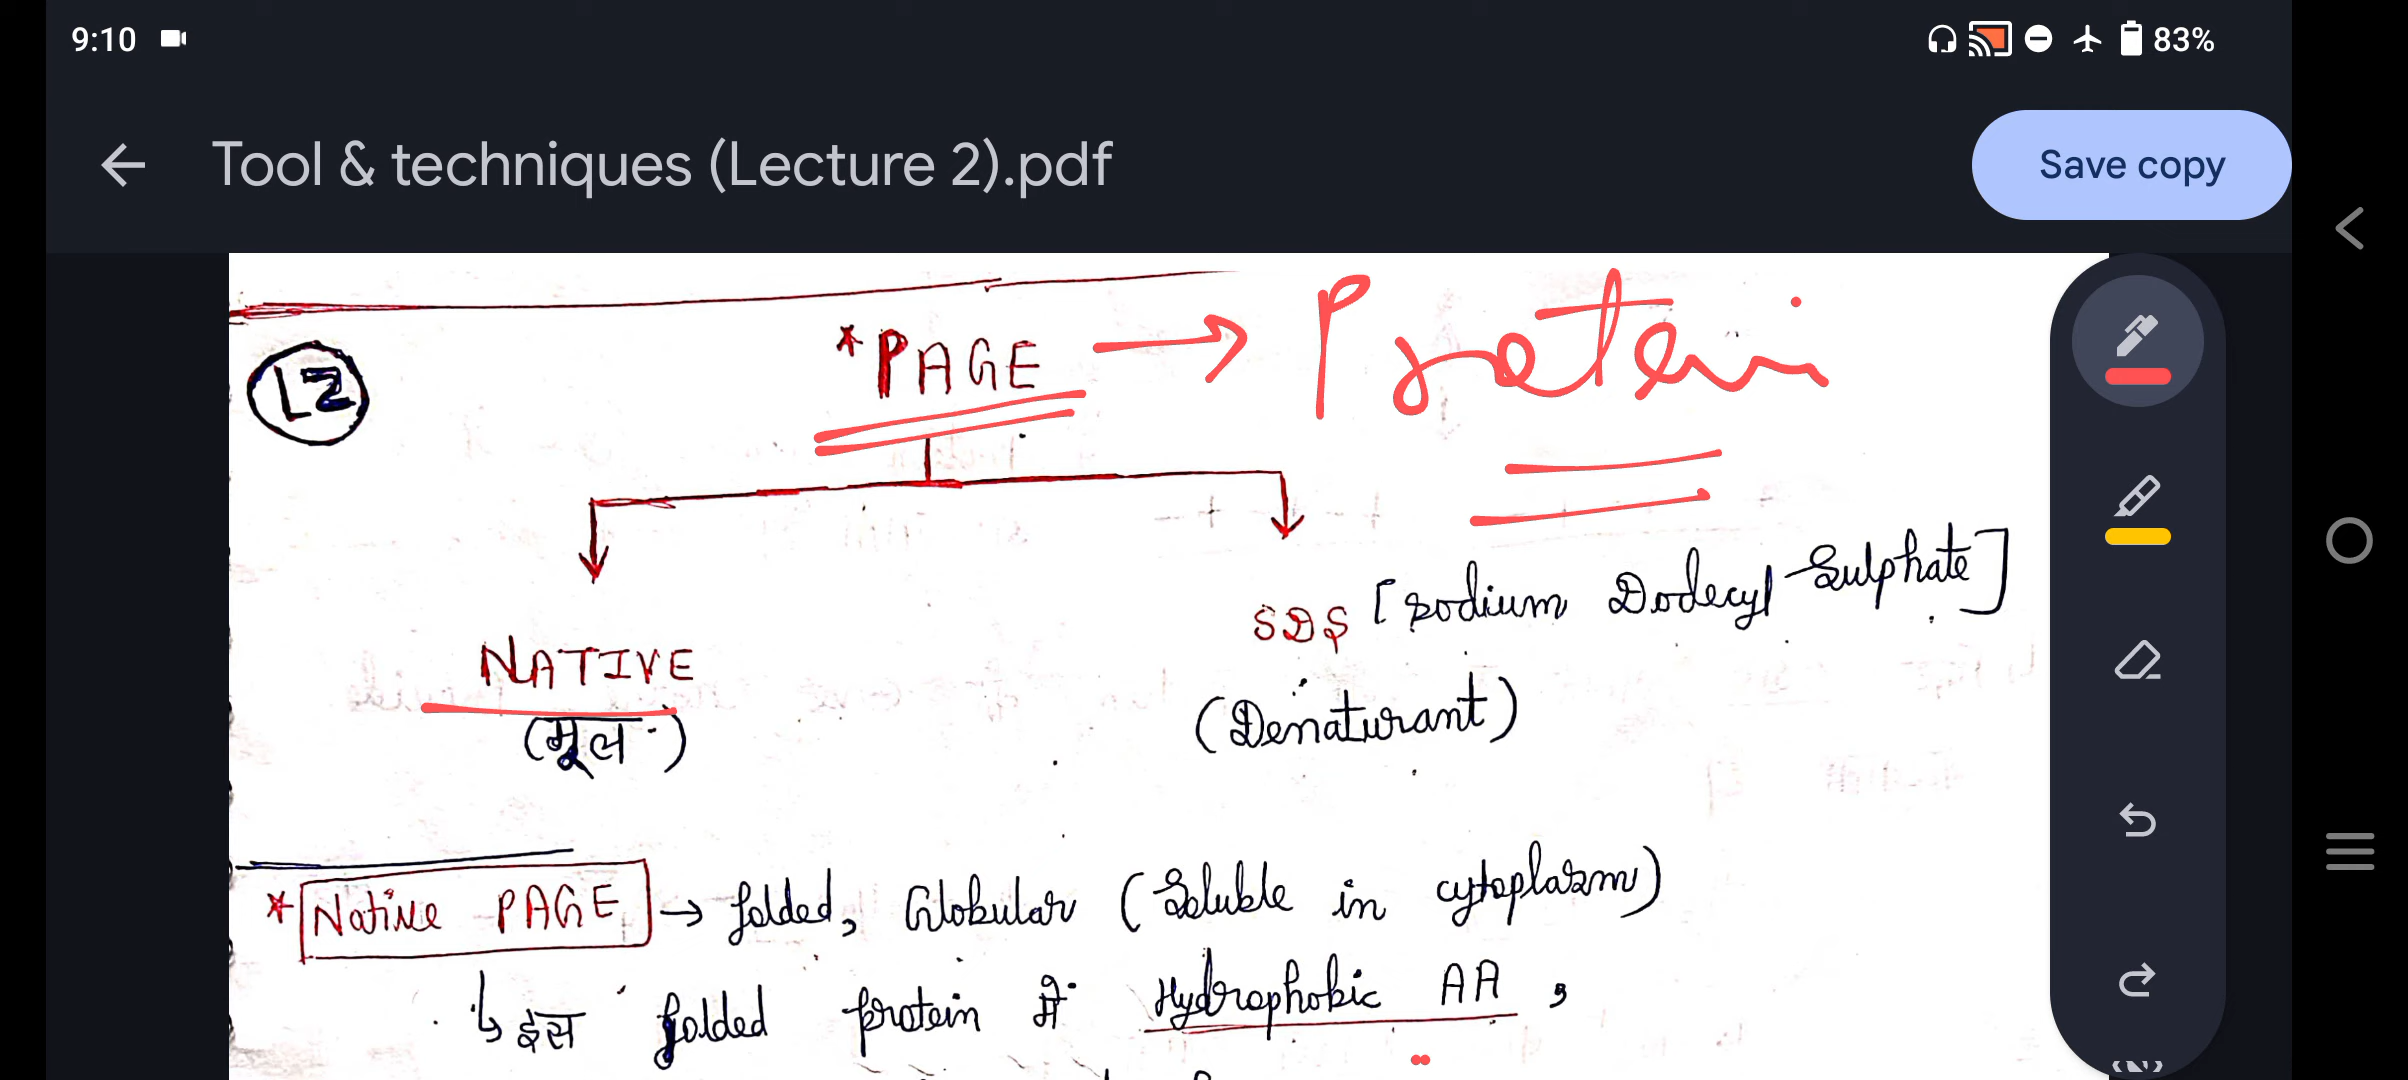 9:10 83%
Tool & techniques (Lecture 2).pdf Save copy
L2
*PAGE → Protein
SDS [Sodium Dodecyl Sulphate]
NATIVE
(Denaturant)
(मूल)
* Native PAGE → folded, Globular (Soluble in cytoplasm)
↳ इस folded protein में Hydrophobic AA,